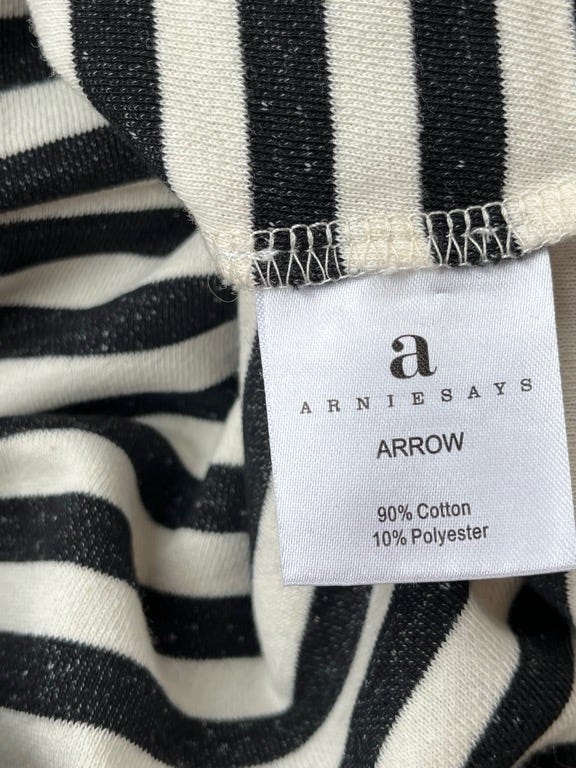 a
ARNIESAYS
ARROW
90% Cotton
10% Polyester